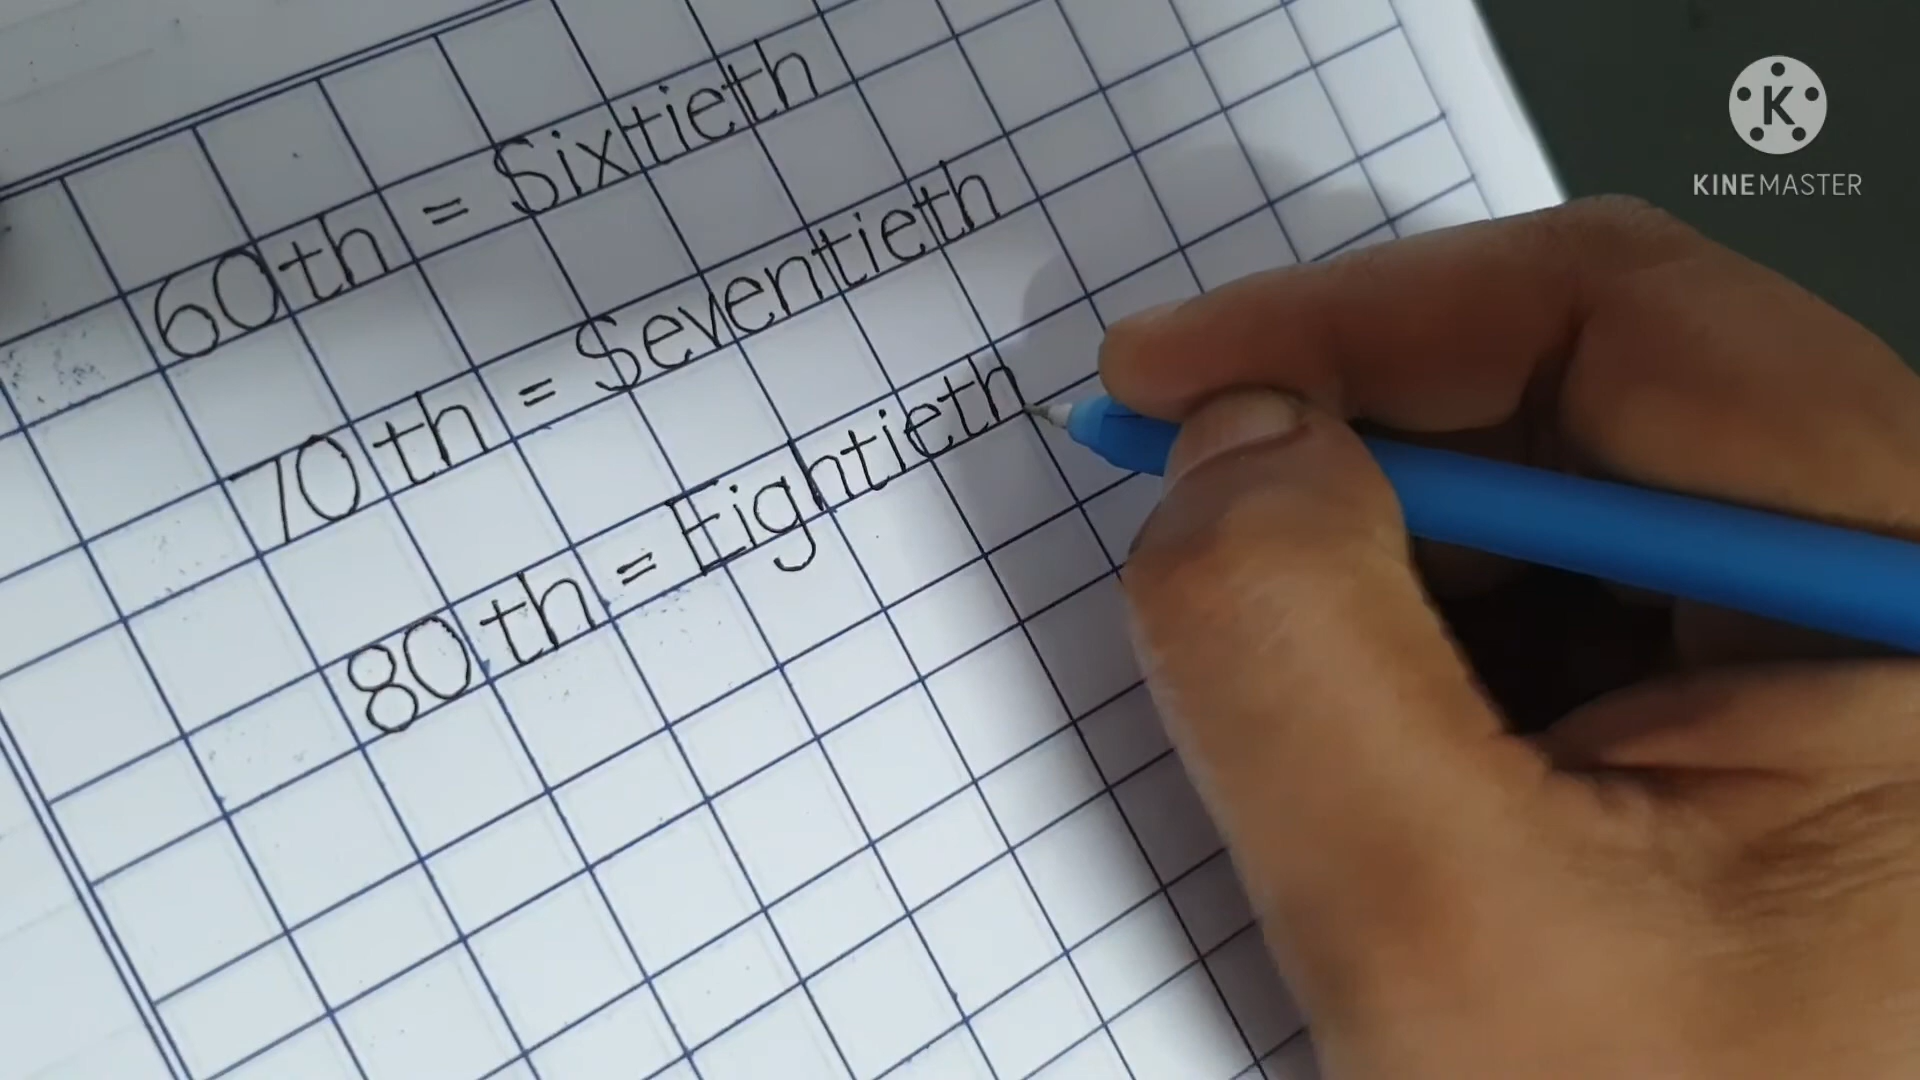 60th = Sixtieth
70th = Seventieth
80th = Eightieth
KINEMASTER